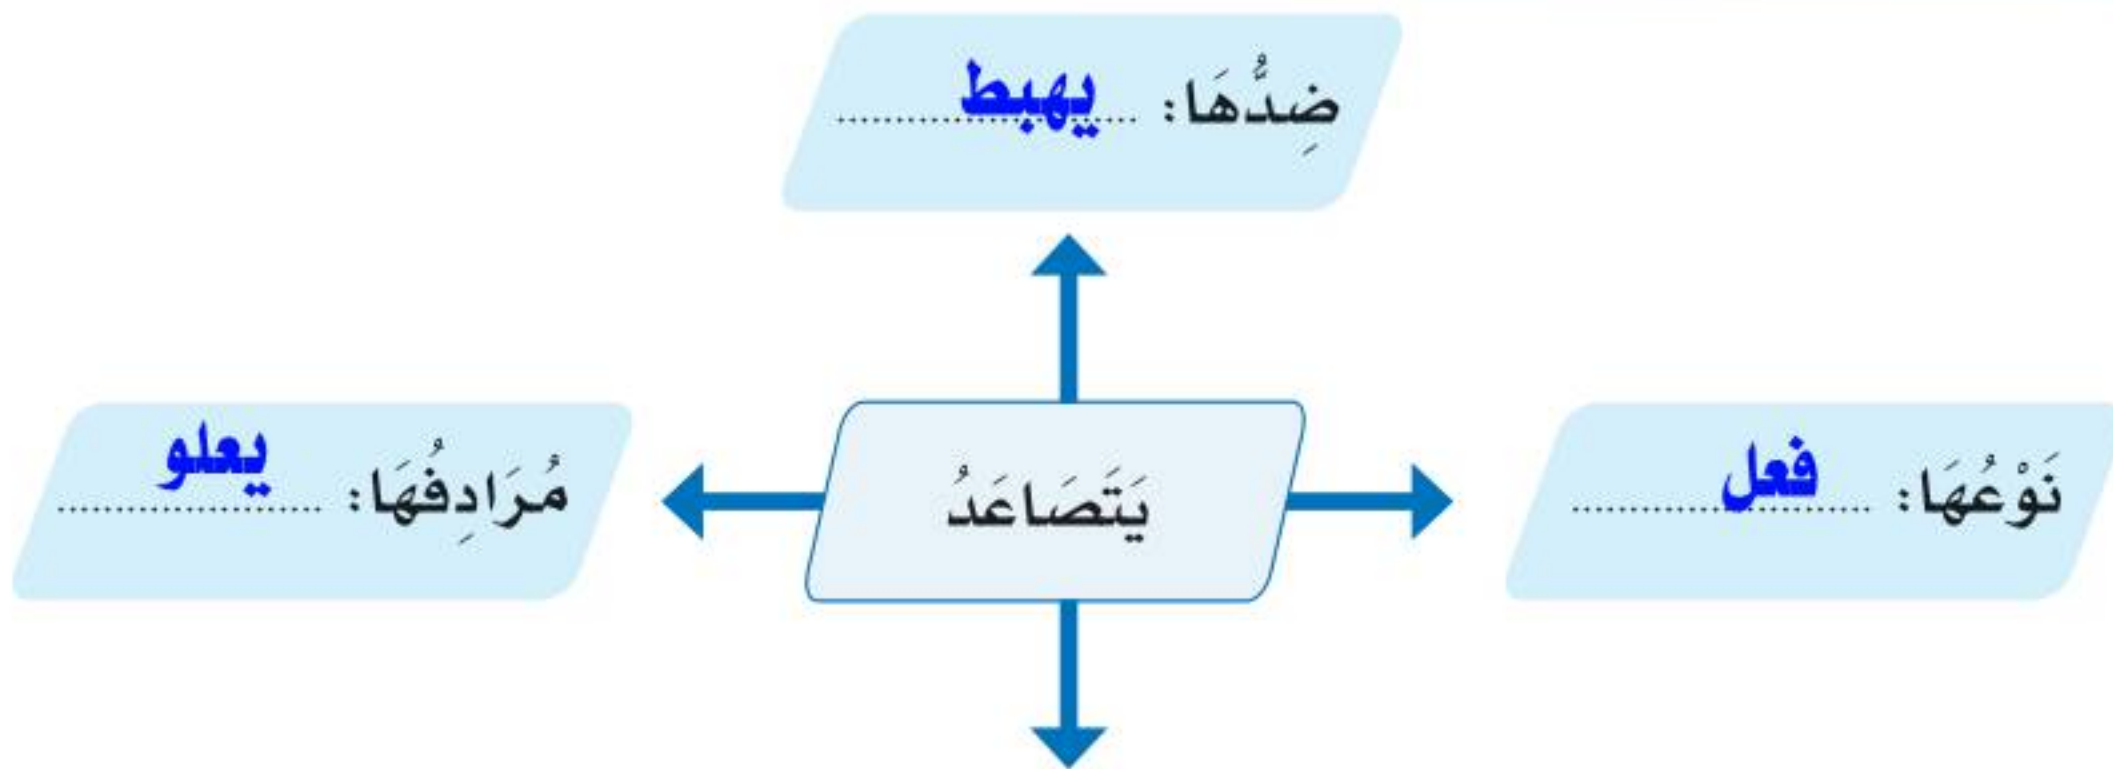 ضِدُّهَا: يهبط
نَوْعُهَا: فعل
يَتَصَاعَدُ
مُرَادِفُهَا: يعلو